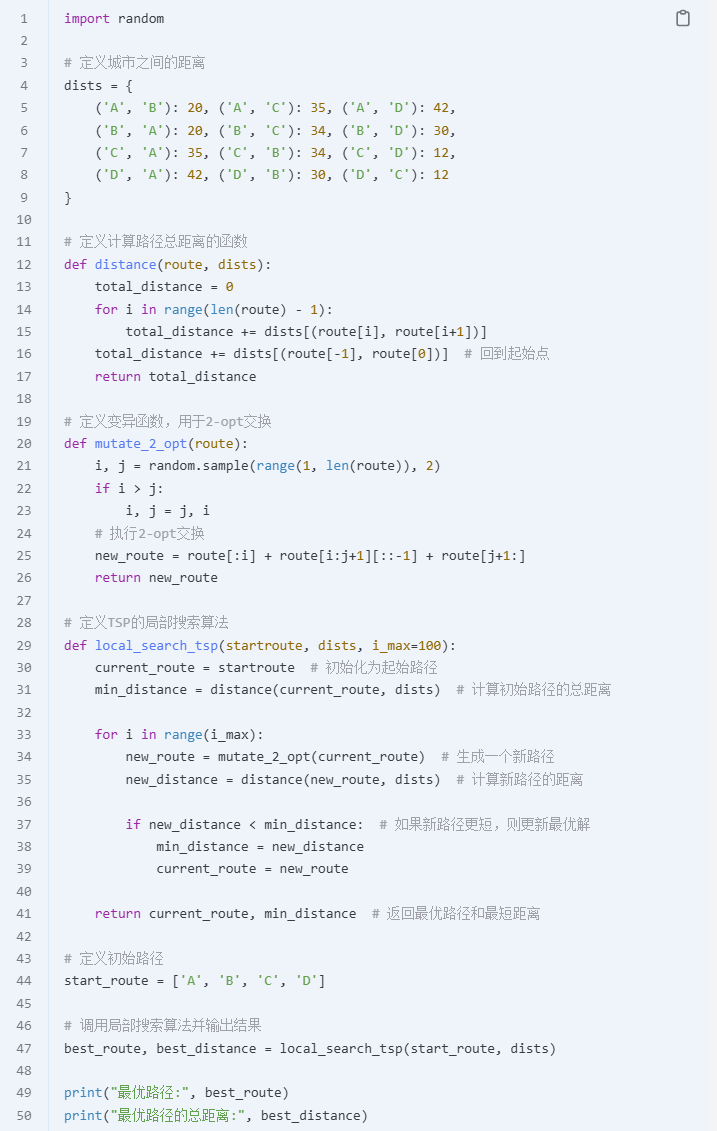 1 import random
2
3 # 定义城市之间的距离
4 dists = {
5     ('A', 'B'): 20, ('A', 'C'): 35, ('A', 'D'): 42,
6     ('B', 'A'): 20, ('B', 'C'): 34, ('B', 'D'): 30,
7     ('C', 'A'): 35, ('C', 'B'): 34, ('C', 'D'): 12,
8     ('D', 'A'): 42, ('D', 'B'): 30, ('D', 'C'): 12
9 }
10
11 # 定义计算路径总距离的函数
12 def distance(route, dists):
13     total_distance = 0
14     for i in range(len(route) - 1):
15         total_distance += dists[(route[i], route[i+1])]
16     total_distance += dists[(route[-1], route[0])]  # 回到起始点
17     return total_distance
18
19 # 定义变异函数，用于2-opt交换
20 def mutate_2_opt(route):
21     i, j = random.sample(range(1, len(route)), 2)
22     if i > j:
23         i, j = j, i
24     # 执行2-opt交换
25     new_route = route[:i] + route[i:j+1][::-1] + route[j+1:]
26     return new_route
27
28 # 定义TSP的局部搜索算法
29 def local_search_tsp(startroute, dists, i_max=100):
30     current_route = startroute  # 初始化为起始路径
31     min_distance = distance(current_route, dists)  # 计算初始路径的总距离
32
33     for i in range(i_max):
34         new_route = mutate_2_opt(current_route)  # 生成一个新路径
35         new_distance = distance(new_route, dists)  # 计算新路径的距离
36
37         if new_distance < min_distance:  # 如果新路径更短，则更新最优解
38             min_distance = new_distance
39             current_route = new_route
40
41     return current_route, min_distance  # 返回最优路径和最短距离
42
43 # 定义初始路径
44 start_route = ['A', 'B', 'C', 'D']
45
46 # 调用局部搜索算法并输出结果
47 best_route, best_distance = local_search_tsp(start_route, dists)
48
49 print("最优路径:", best_route)
50 print("最优路径的总距离:", best_distance)